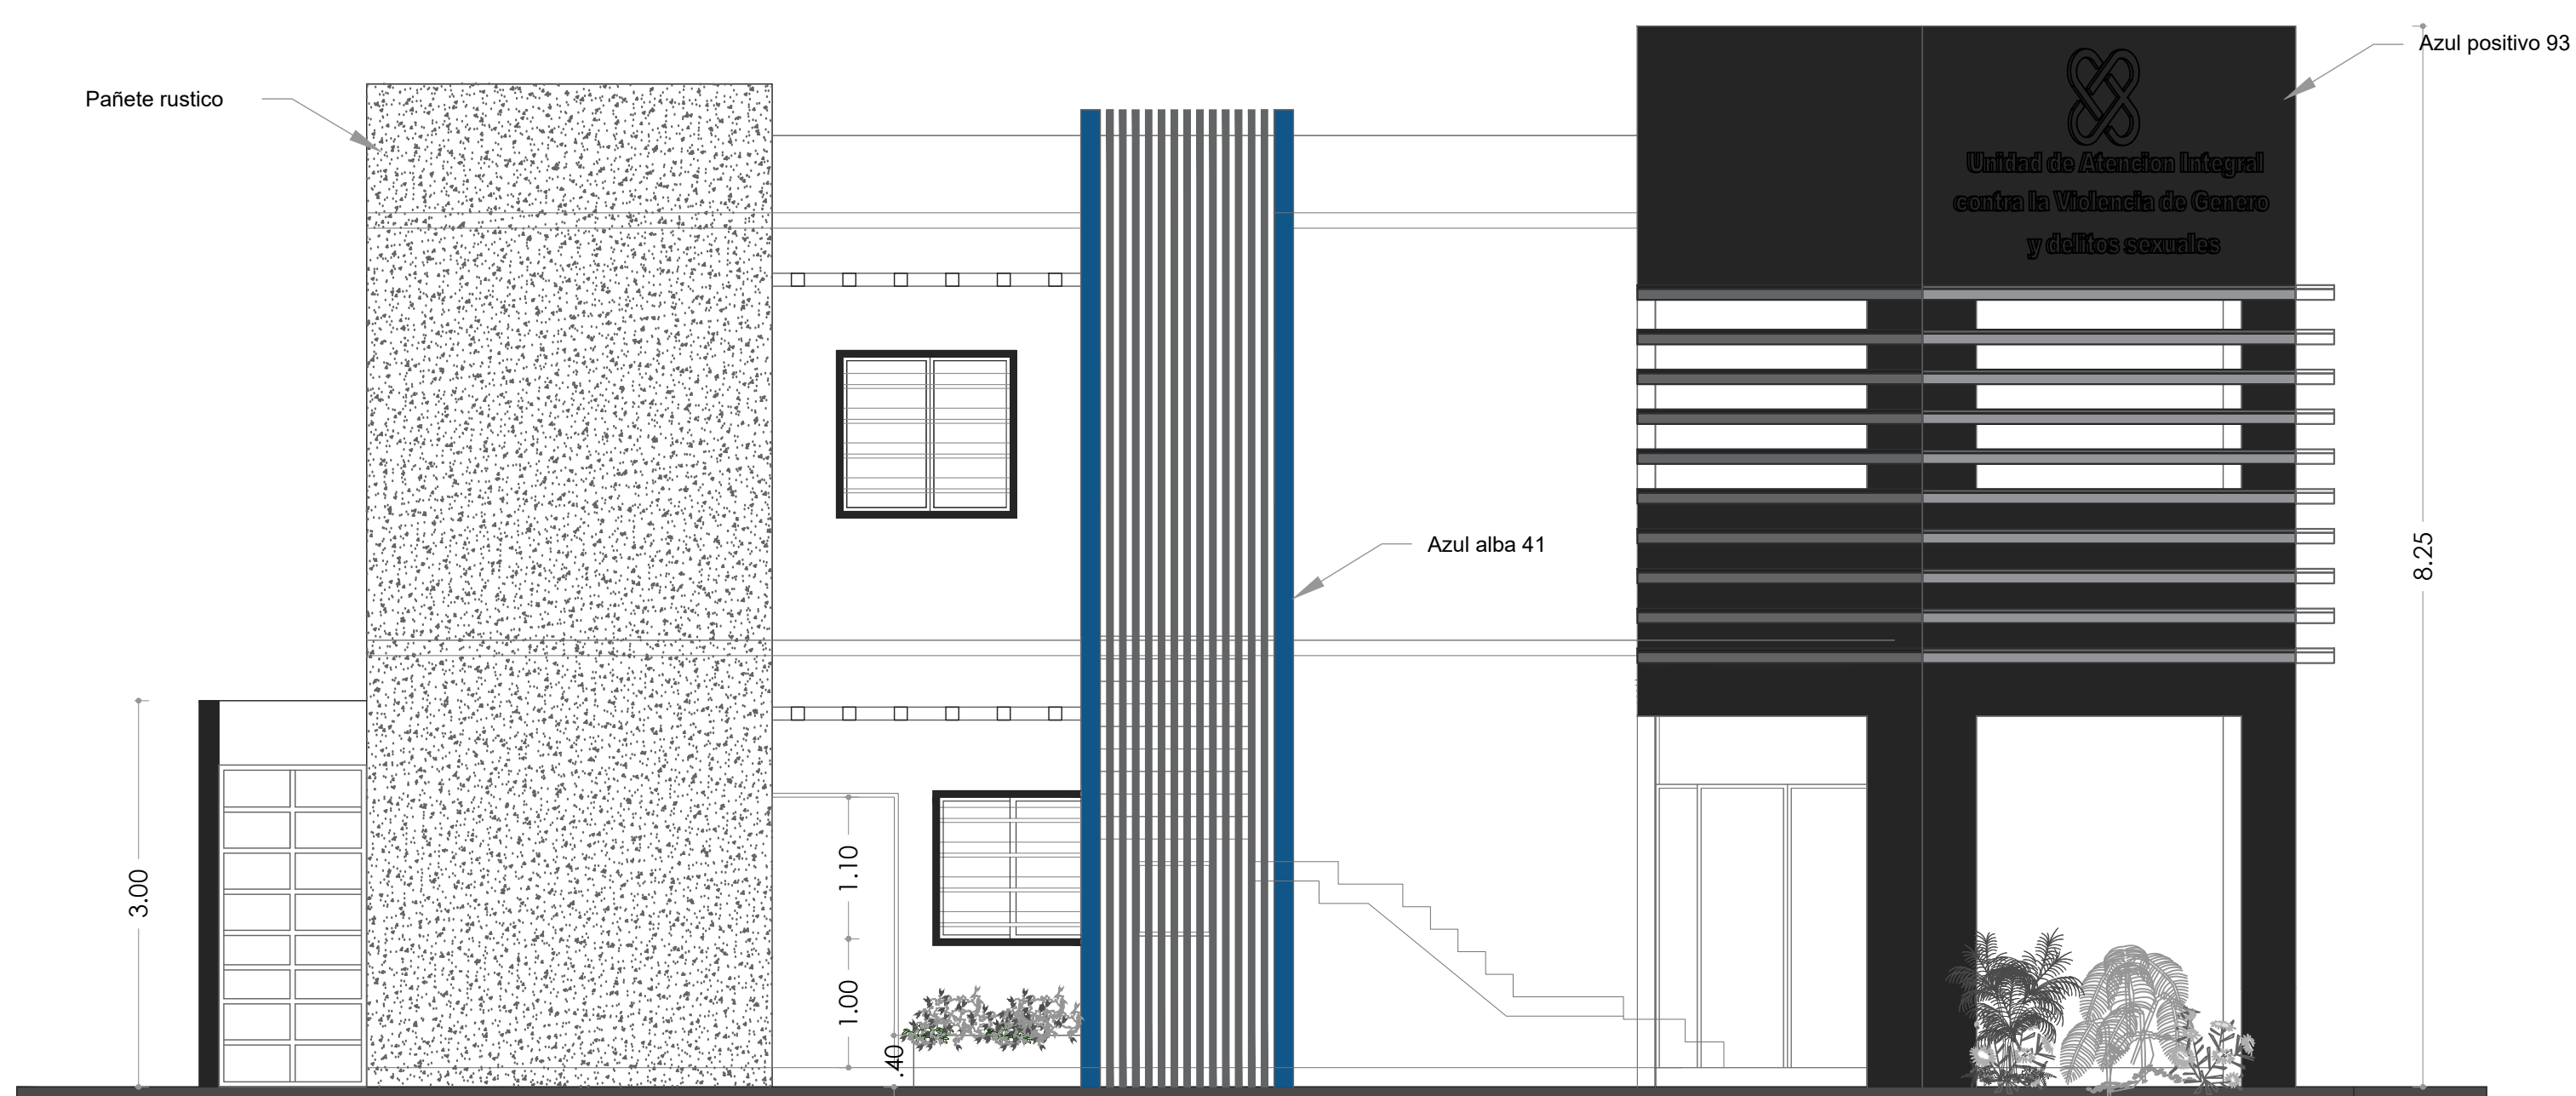 Azul positivo 93
Pañete rustico
Unidad de Atencion Integral
contra la Violencia de Genero
y delitos sexuales
Azul alba 41
8.25
3.00
1.10
1.00
.40